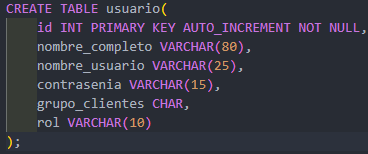 CREATE TABLE usuario(
id INT PRIMARY KEY AUTO_INCREMENT NOT NULL,
nombre_completo VARCHAR(80),
nombre_usuario VARCHAR(25),
contrasenia VARCHAR(15),
grupo_clientes CHAR,
rol VARCHAR(10)
);